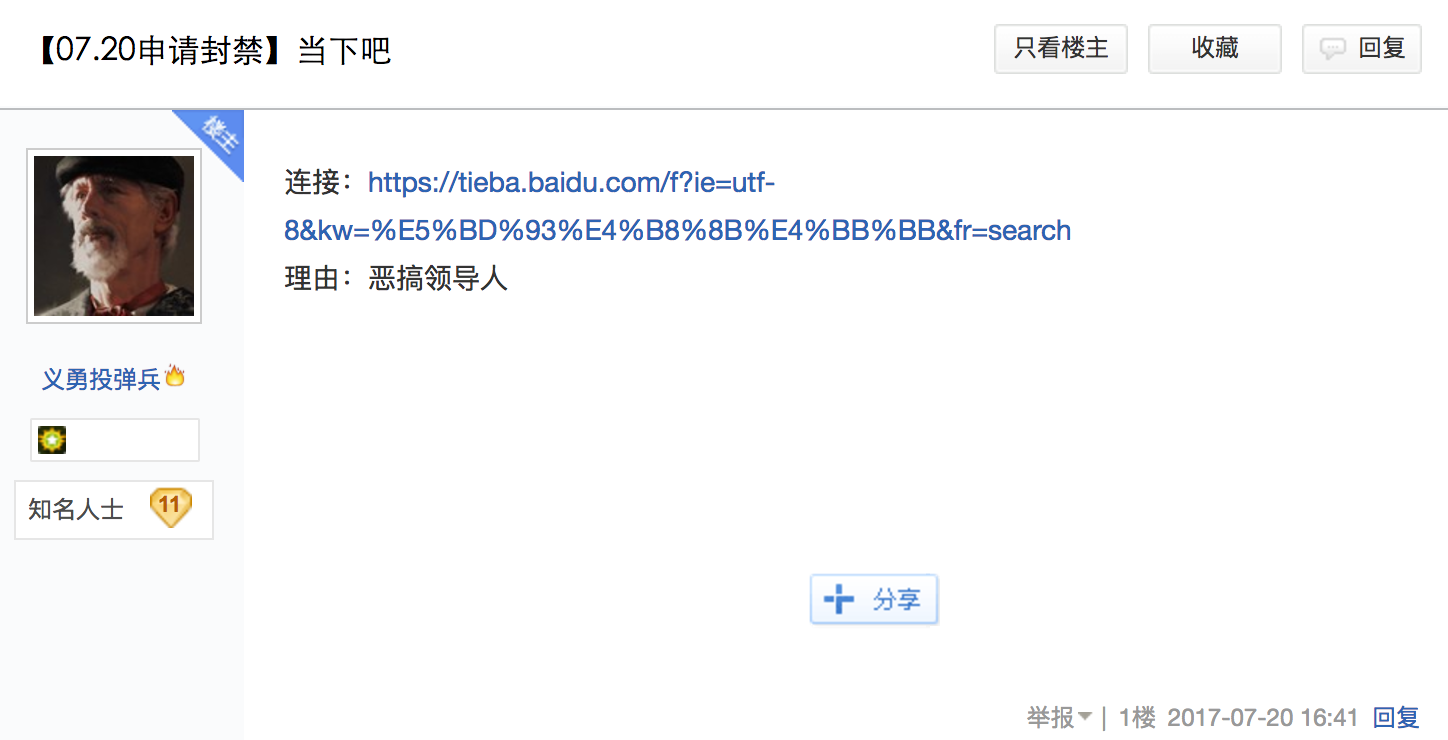 【07.20申请封禁】当下吧
只看楼主
收藏
回复
楼主
连接：https://tieba.baidu.com/f?ie=utf-
8&kw=%E5%BD%93%E4%B8%8B%E4%BB%BB&fr=search
理由：恶搞领导人
义勇投弹兵
知名人士 11
分享
举报 | 1楼 2017-07-20 16:41 回复